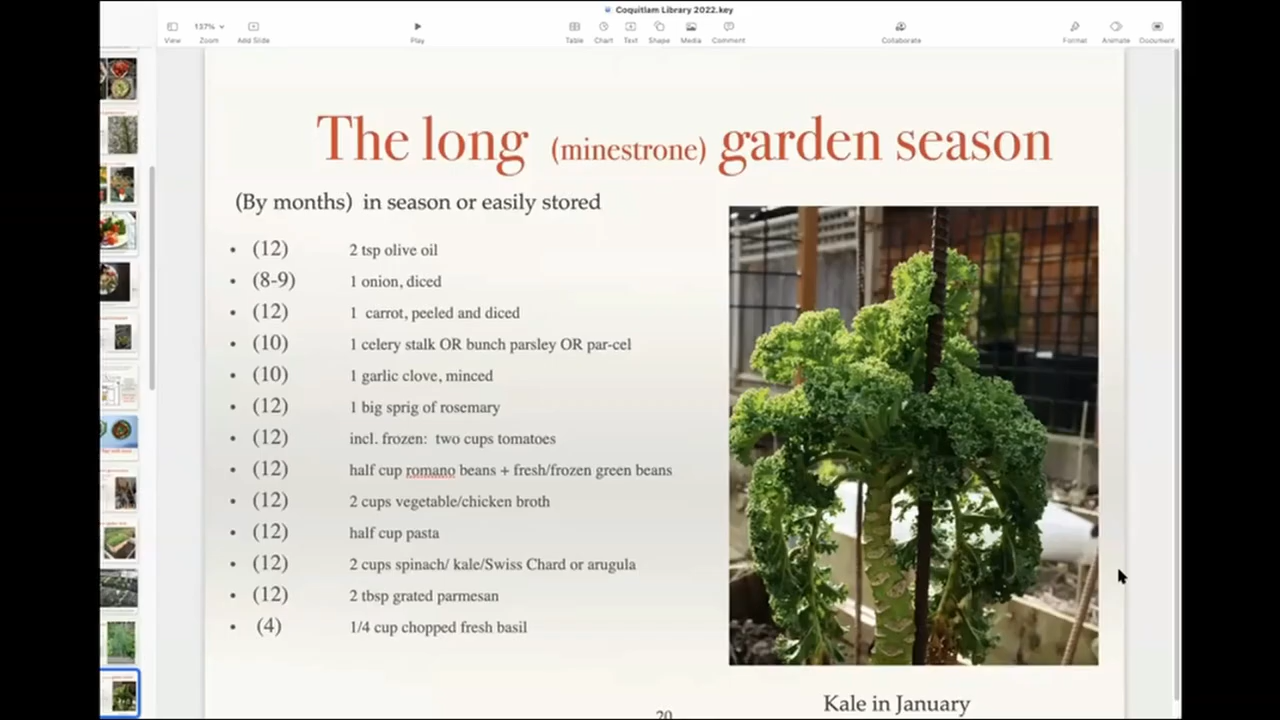 Coquitlam Library 2022.key
137%
View Zoom Add Slide Play Table Chart Text Shape Media Comment Collaborate Format Animate Document
The long (minestrone) garden season
(By months) in season or easily stored
• (12) 2 tsp olive oil
• (8-9) 1 onion, diced
• (12) 1 carrot, peeled and diced
• (10) 1 celery stalk OR bunch parsley OR par-cel
• (10) 1 garlic clove, minced
• (12) 1 big sprig of rosemary
• (12) incl. frozen: two cups tomatoes
• (12) half cup romano beans + fresh/frozen green beans
• (12) 2 cups vegetable/chicken broth
• (12) half cup pasta
• (12) 2 cups spinach/ kale/Swiss Chard or arugula
• (12) 2 tbsp grated parmesan
• (4) 1/4 cup chopped fresh basil
Kale in January
20